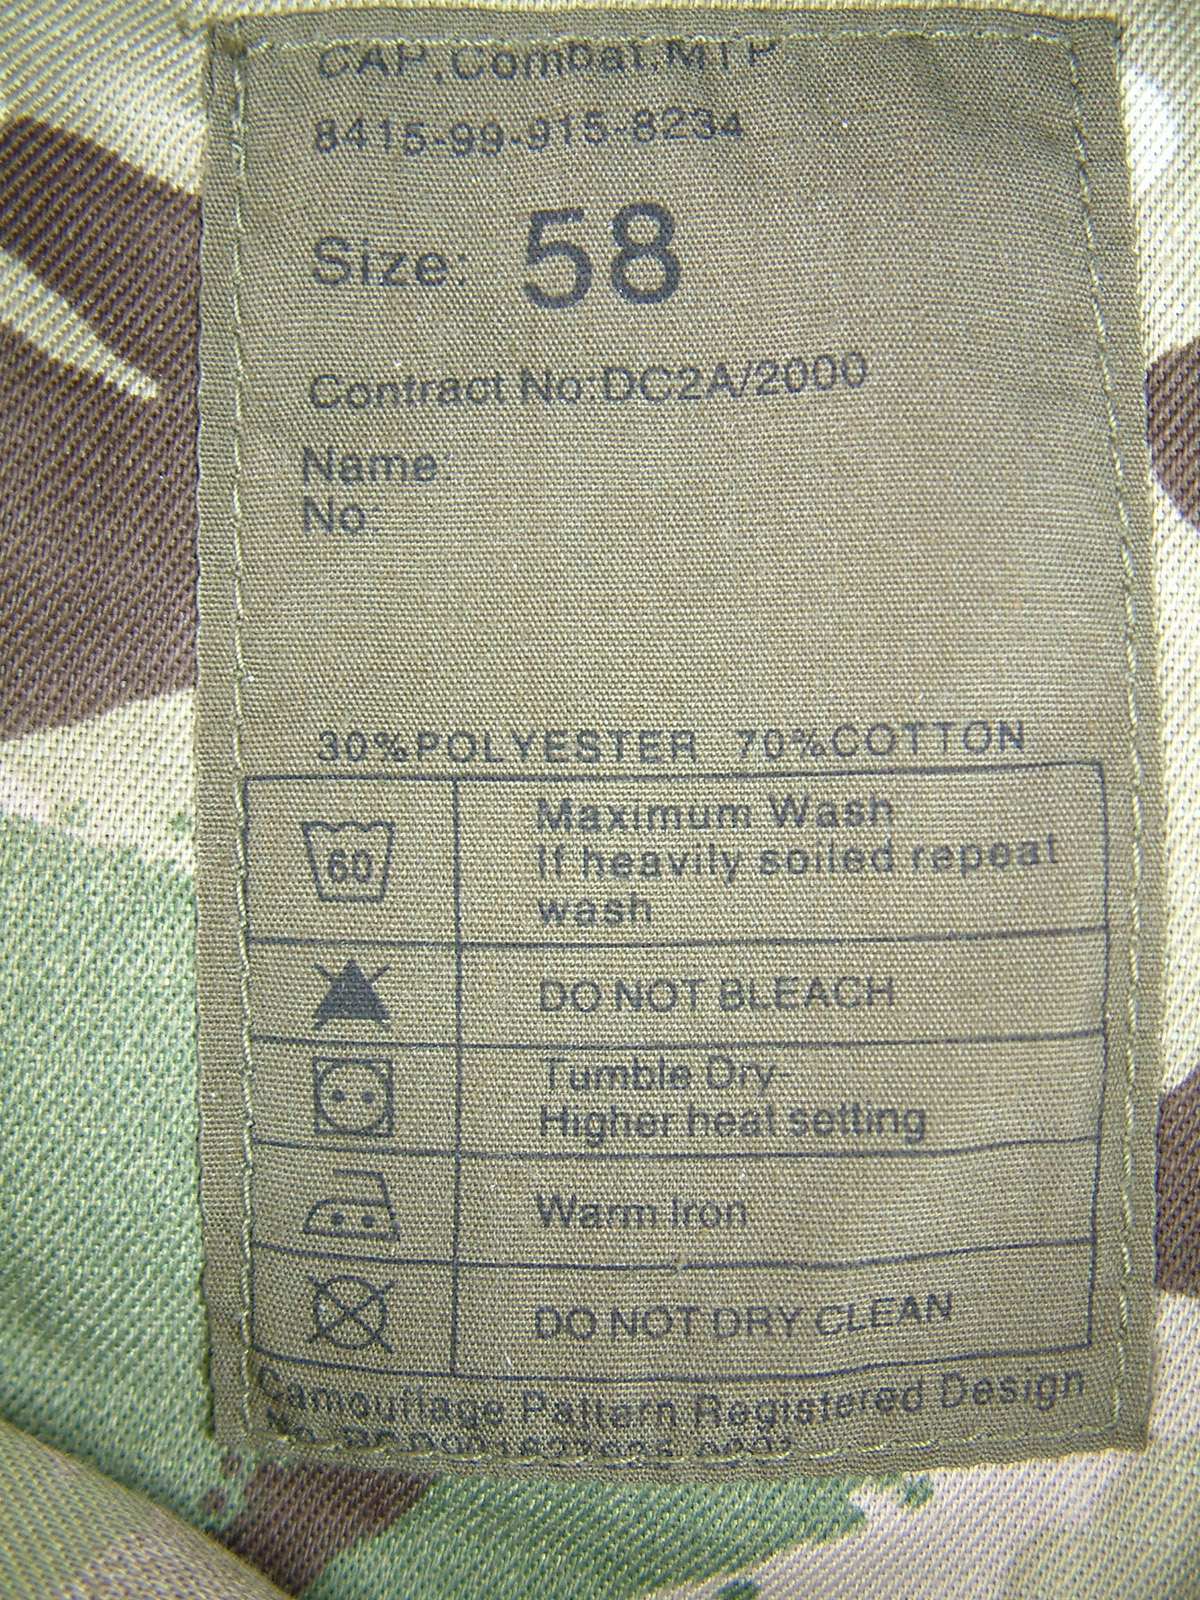 CAP,Combat,MTP
8415-99-915-8234
Size: 58
Contract No:DC2A/2000
Name:
No:
30%POLYESTER 70%COTTON
60
Maximum Wash
If heavily soiled repeat
wash
DO NOT BLEACH
Tumble Dry-
Higher heat setting
Warm Iron
DO NOT DRY CLEAN
Camouflage Pattern Registered Design